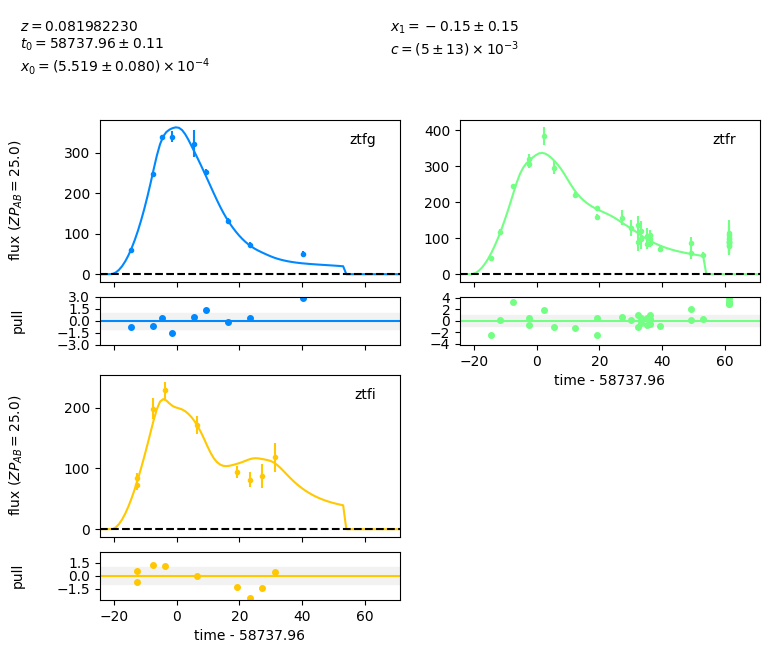 z = 0.081982230
t₀ = 58737.96 ± 0.11
x₀ = (5.519 ± 0.080) × 10⁻⁴
x₁ = −0.15 ± 0.15
c = (5 ± 13) × 10⁻³
flux (ZP_AB = 25.0)
ztfg
300
200
100
0
ztfr
400
300
200
100
0
pull
3.0
1.5
0.0
−1.5
−3.0
4
2
0
−2
−4
−20 0 20 40 60
time - 58737.96
flux (ZP_AB = 25.0)
ztfi
200
100
0
pull
1.5
0.0
−1.5
−20 0 20 40 60
time - 58737.96